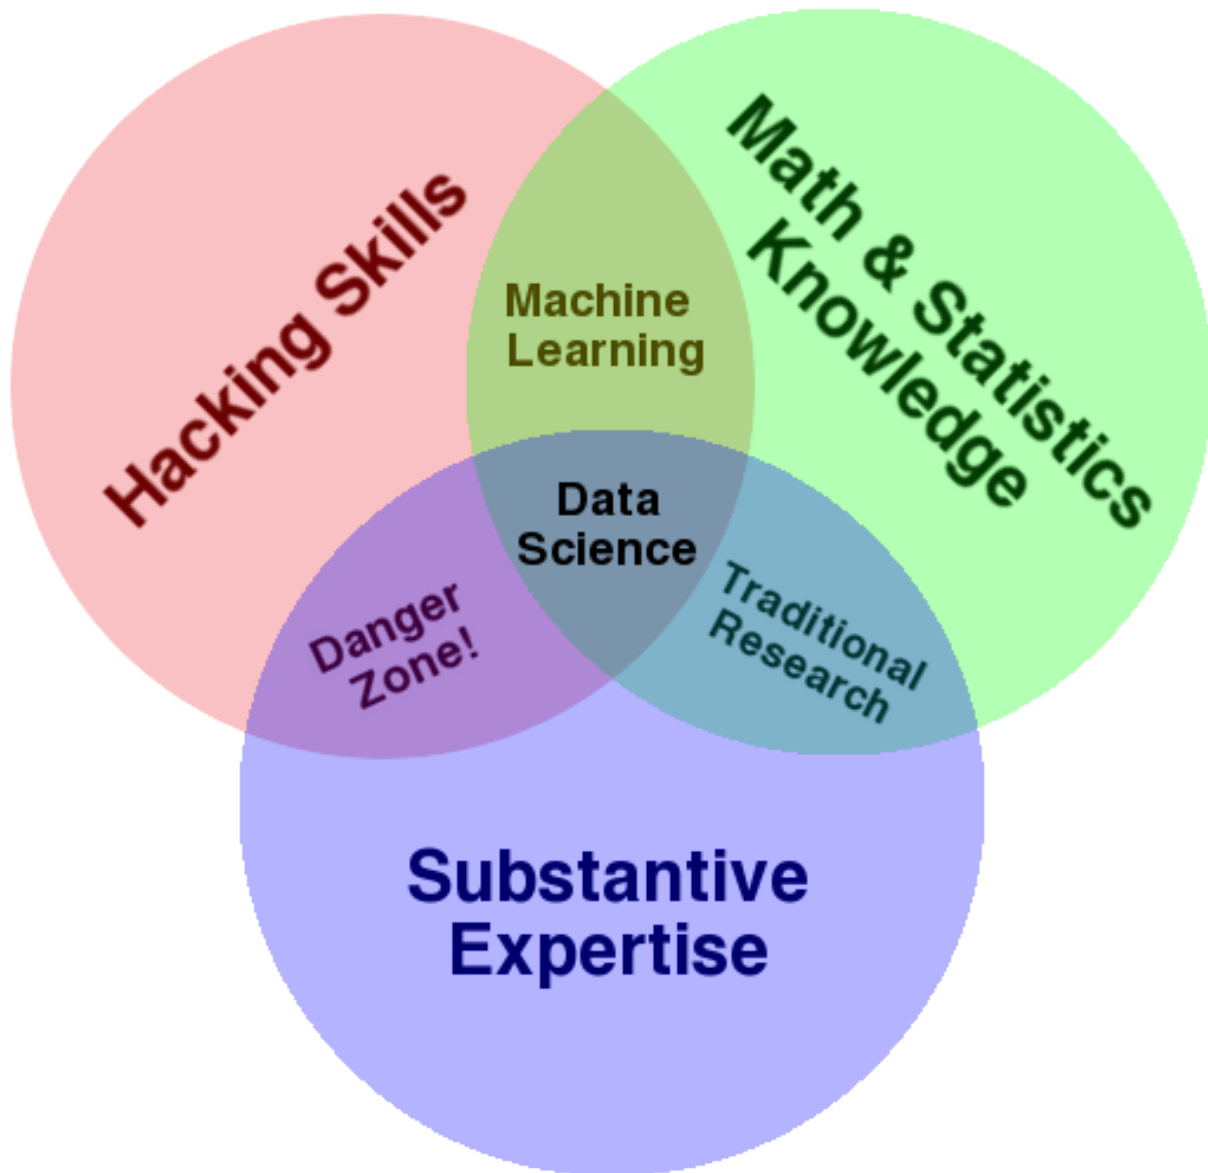 Hacking Skills
Math & Statistics
Knowledge
Machine
Learning
Data
Science
Danger
Zone!
Traditional
Research
Substantive
Expertise